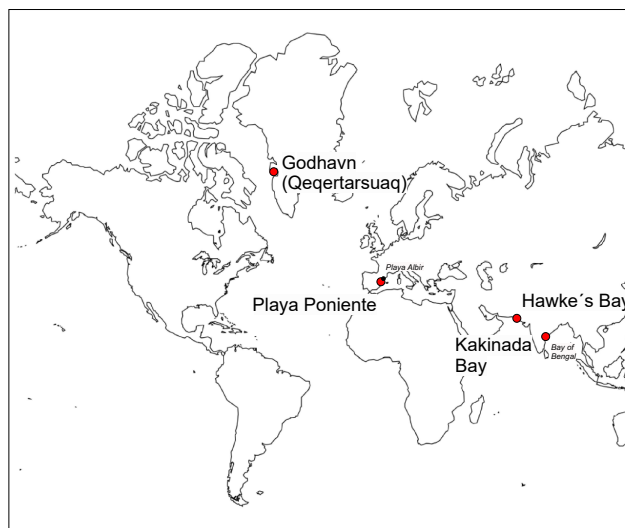 Godhavn
(Qeqertarsuaq)
Playa Albir
Playa Poniente
Hawke´s Bay
Kakinada
Bay
Bay of
Bengal